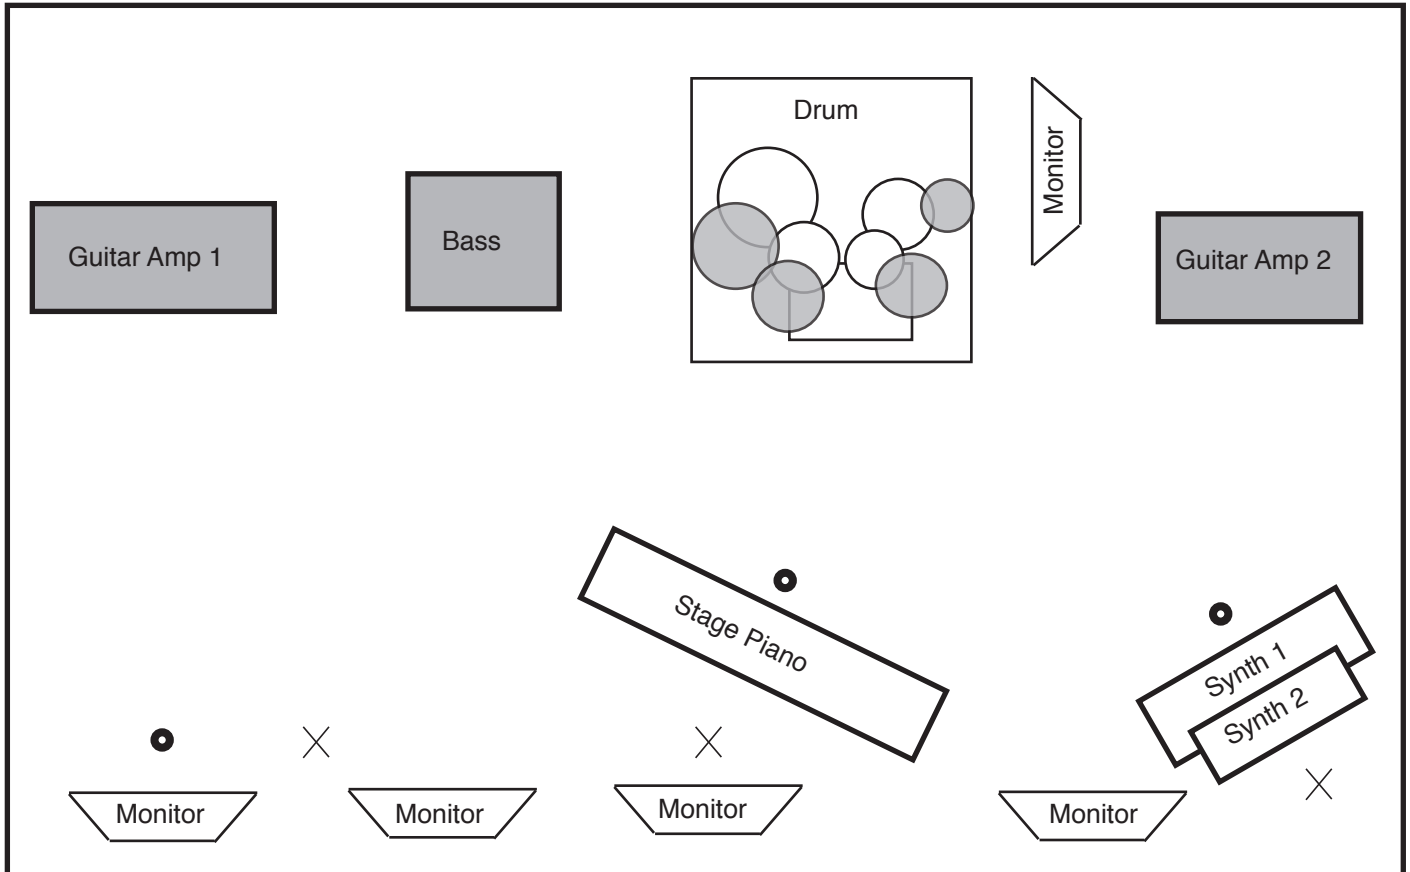 Drum
Monitor
Guitar Amp 1
Bass
Guitar Amp 2
Stage Piano
Synth 1
Synth 2
Monitor
Monitor
Monitor
Monitor